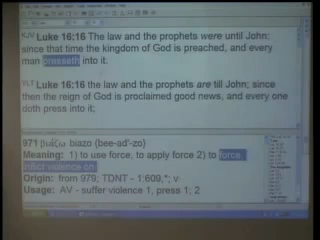 KJV Luke 16:16 The law and the prophets were until John:
since that time the kingdom of God is preached, and every
man presseth into it.
YLT Luke 16:16 the law and the prophets are till John; since
then the reign of God is proclaimed good news, and every one
doth press into it;
971 βιάζω biazo {bee-ad'-zo}
Meaning: 1) to use force, to apply force 2) to force,
inflict violence on
Origin: from 979; TDNT - 1:609,*; v
Usage: AV - suffer violence 1, press 1; 2